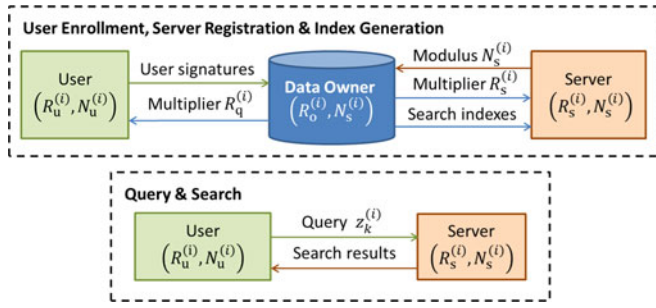 User Enrollment, Server Registration & Index Generation
User
(R_u^(i), N_u^(i))
User signatures
Multiplier R_q^(i)
Data Owner
(R_o^(i), N_s^(i))
Modulus N_s^(i)
Multiplier R_s^(i)
Search indexes
Server
(R_s^(i), N_s^(i))
Query & Search
User
(R_u^(i), N_u^(i))
Query z_k^(i)
Search results
Server
(R_s^(i), N_s^(i))